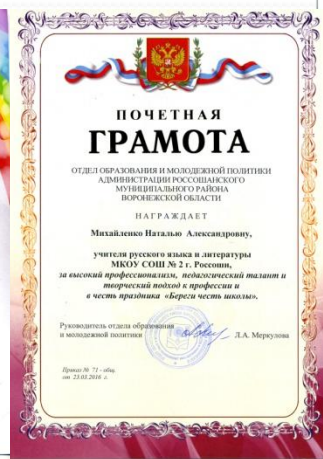 ПОЧЕТНАЯ
ГРАМОТА
ОТДЕЛ ОБРАЗОВАНИЯ И МОЛОДЕЖНОЙ ПОЛИТИКИ
АДМИНИСТРАЦИИ РОССОШАНСКОГО
МУНИЦИПАЛЬНОГО РАЙОНА
ВОРОНЕЖСКОЙ ОБЛАСТИ
НАГРАЖДАЕТ
Михайленко Наталью Александровну,
учителя русского языка и литературы
МКОУ СОШ № 2 г. Россоши,
за высокий профессионализм, педагогический талант и
творческий подход к профессии и
в честь праздника «Береги честь школы».
Руководитель отдела образования
и молодежной политики Л.А. Меркулова
Приказ № 71 - общ.
от 23.03.2016 г.